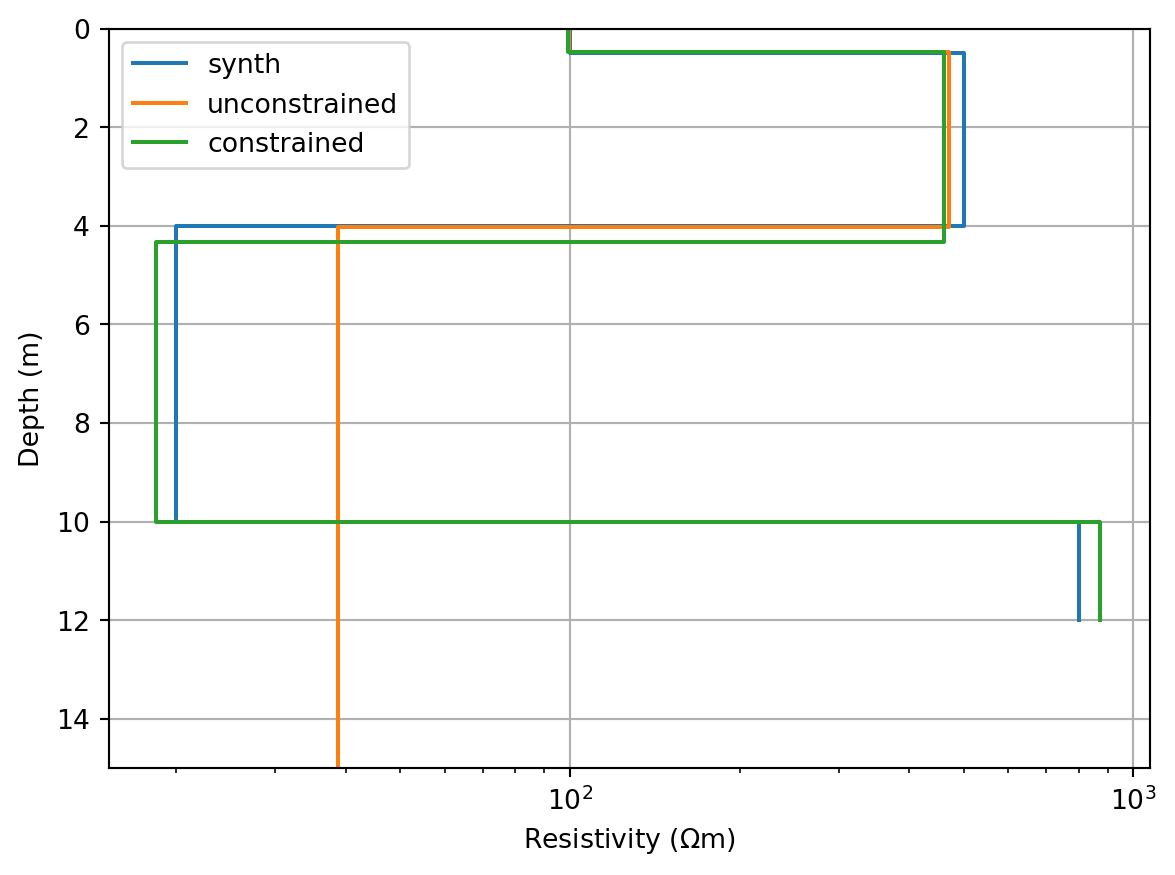 synth
unconstrained
constrained
0
2
4
6
8
10
12
14
Depth (m)
10²
10³
Resistivity (Ωm)